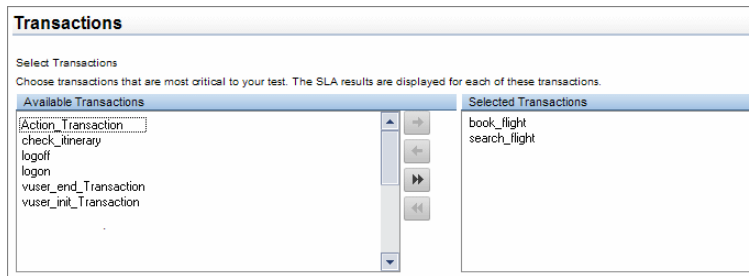 Transactions
Select Transactions
Choose transactions that are most critical to your test. The SLA results are displayed for each of these transactions.
Available Transactions
Action_Transaction
check_itinerary
logoff
logon
vuser_end_Transaction
vuser_init_Transaction
Selected Transactions
book_flight
search_flight